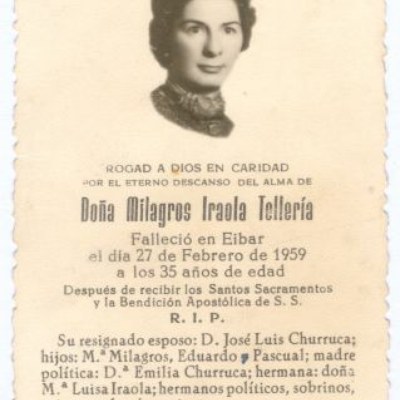 ROGAD A DIOS EN CARIDAD
POR EL ETERNO DESCANSO DEL ALMA DE
Doña Milagros Iraola Tellería
Falleció en Eibar
el día 27 de Febrero de 1959
a los 35 años de edad
Después de recibir los Santos Sacramentos
y la Bendición Apostólica de S. S.
R. I. P.
Su resignado esposo: D. José Luis Churruca;
hijos: M.ª Milagros, Eduardo y Pascual; madre
política: D.ª Emilia Churruca; hermana: doña
M.ª Luisa Iraola; hermanos políticos, sobrinos,